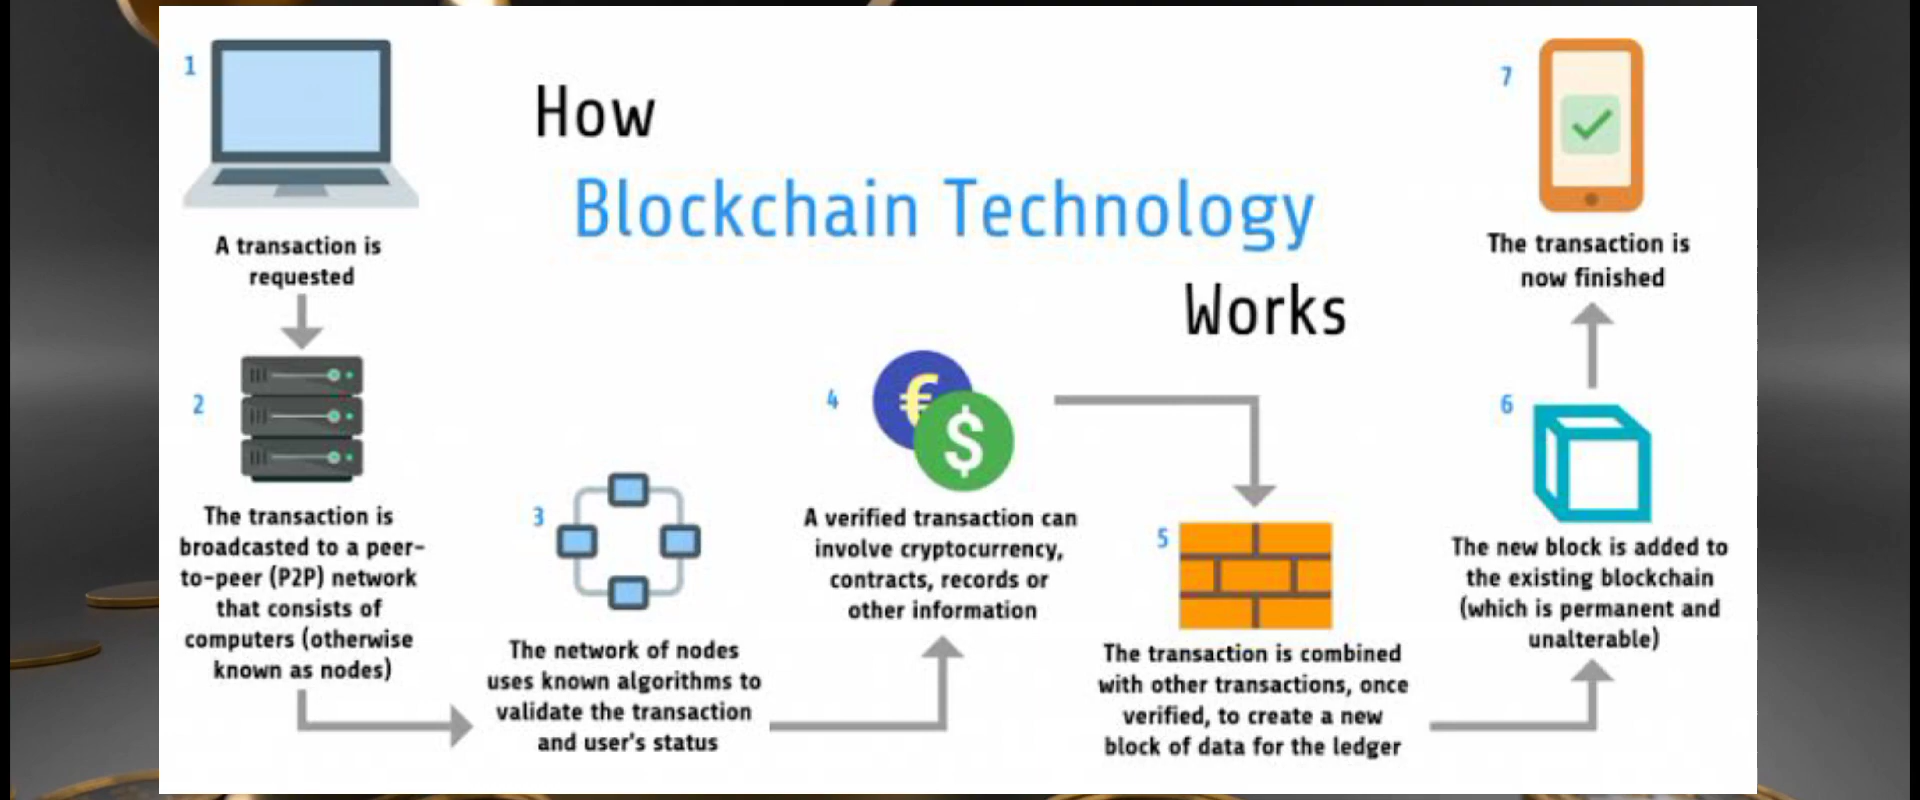 How
Blockchain Technology
Works
1
A transaction is
requested
2
The transaction is
broadcasted to a peer-
to-peer (P2P) network
that consists of
computers (otherwise
known as nodes)
3
The network of nodes
uses known algorithms to
validate the transaction
and user's status
4
€
$
A verified transaction can
involve cryptocurrency,
contracts, records or
other information
5
The transaction is combined
with other transactions, once
verified, to create a new
block of data for the ledger
6
The new block is added to
the existing blockchain
(which is permanent and
unalterable)
7
The transaction is
now finished